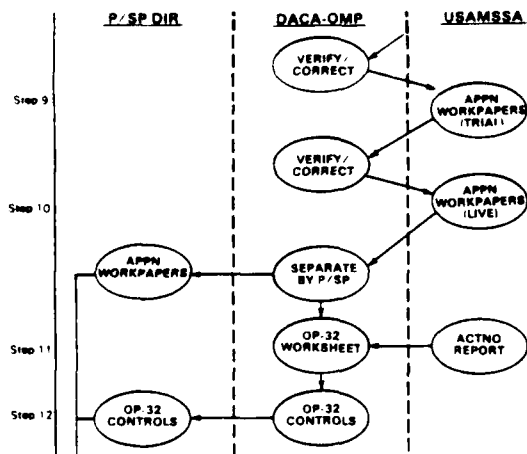 P/SP DIR
DACA-OMP
USAMSSA
VERIFY/
CORRECT
Step 9
APPN
WORKPAPERS
(TRIAL)
VERIFY/
CORRECT
Step 10
APPN
WORKPAPERS
(LIVE)
APPN
WORKPAPERS
SEPARATE
BY P/SP
Step 11
OP-32
WORKSHEET
ACTNO
REPORT
Step 12
OP-32
CONTROLS
OP-32
CONTROLS